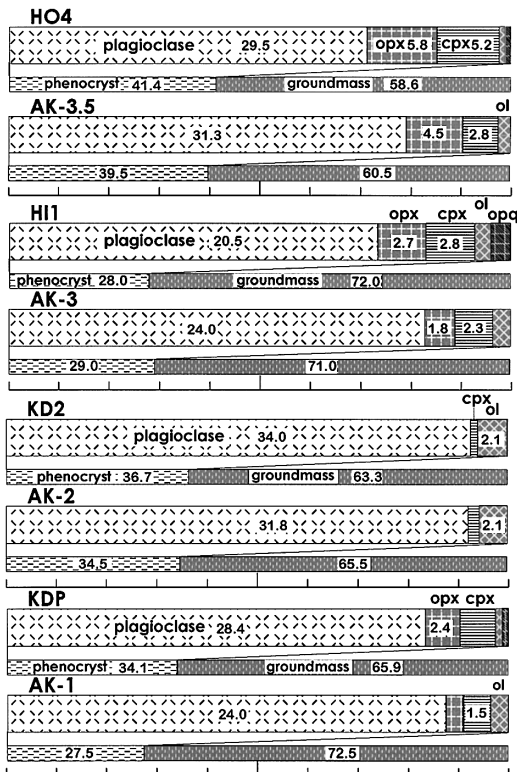 HO4
plagioclase 29.5 opx 5.8 cpx 5.2
phenocryst 41.4 groundmass 58.6
AK-3.5 ol
31.3 4.5 2.8
39.5 60.5
HI1 opx cpx ol opq
plagioclase 20.5 2.7 2.8
phenocryst 28.0 groundmass 72.0
AK-3
24.0 1.8 2.3
29.0 71.0
KD2 cpx ol
plagioclase 34.0 2.1
phenocryst 36.7 groundmass 63.3
AK-2
31.8 2.1
34.5 65.5
KDP opx cpx
plagioclase 28.4 2.4
phenocryst 34.1 groundmass 65.9
AK-1 ol
24.0 1.5
27.5 72.5